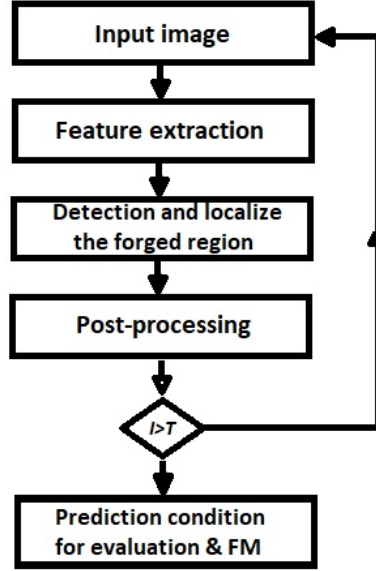 Input image
Feature extraction
Detection and localize
the forged region
Post-processing
I>T
Prediction condition
for evaluation & FM